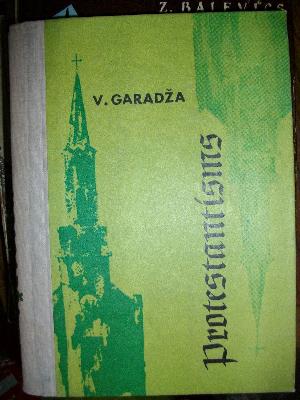 Z. BALEVICS
V. GARADŽA
Protestantisms